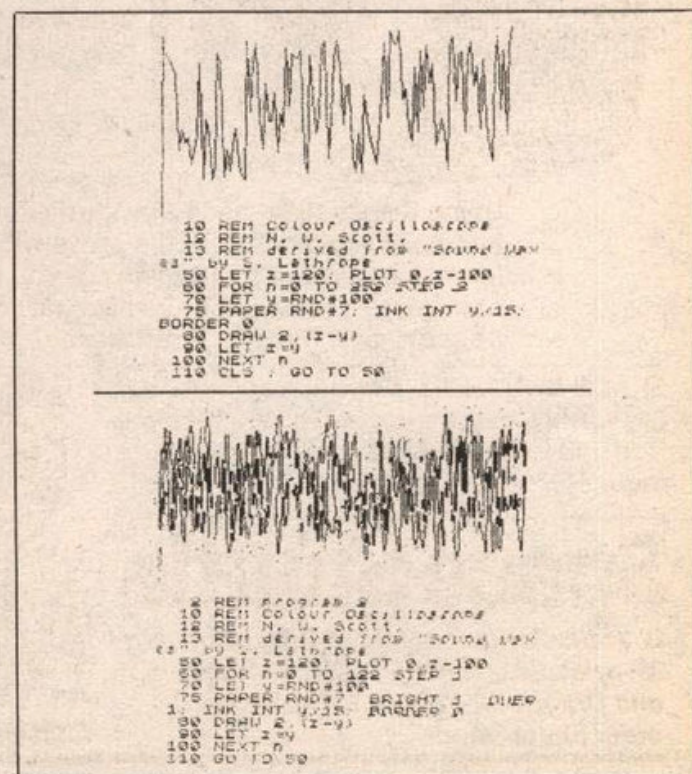 10 REM Colour Oscilloscope
12 REM N. W. Scott.
13 REM derived from "Sound Wav
es" by S. Lathrope
50 LET z=120: PLOT 0,z-100
60 FOR n=0 TO 252 STEP 2
70 LET y=RND*100
75 PAPER RND*7: INK INT y/15:
BORDER 0
80 DRAW 2,(z-y)
90 LET z=y
100 NEXT n
110 CLS : GO TO 50
2 REM program 2
10 REM Colour Oscilloscope
12 REM N. W. Scott.
13 REM derived from "Sound Wav
es" by S. Lathrope
50 LET z=120: PLOT 0,z-100
60 FOR n=0 TO 122 STEP 1
70 LET y=RND*100
75 PAPER RND*7: BRIGHT 1: OVER
1: INK INT y/15: BORDER 0
80 DRAW 2,(z-y)
90 LET z=y
100 NEXT n
110 GO TO 50